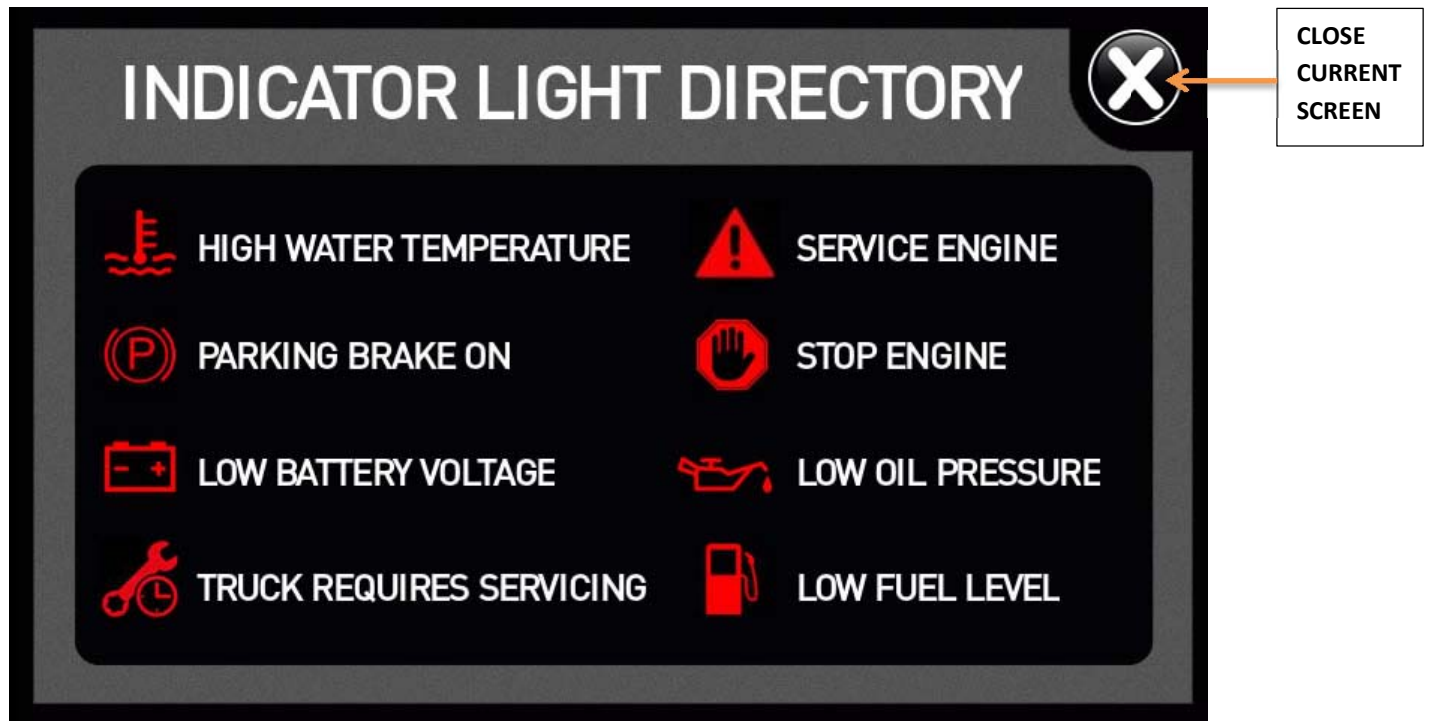 INDICATOR LIGHT DIRECTORY
CLOSE
CURRENT
SCREEN
HIGH WATER TEMPERATURE
SERVICE ENGINE
PARKING BRAKE ON
STOP ENGINE
LOW BATTERY VOLTAGE
LOW OIL PRESSURE
TRUCK REQUIRES SERVICING
LOW FUEL LEVEL